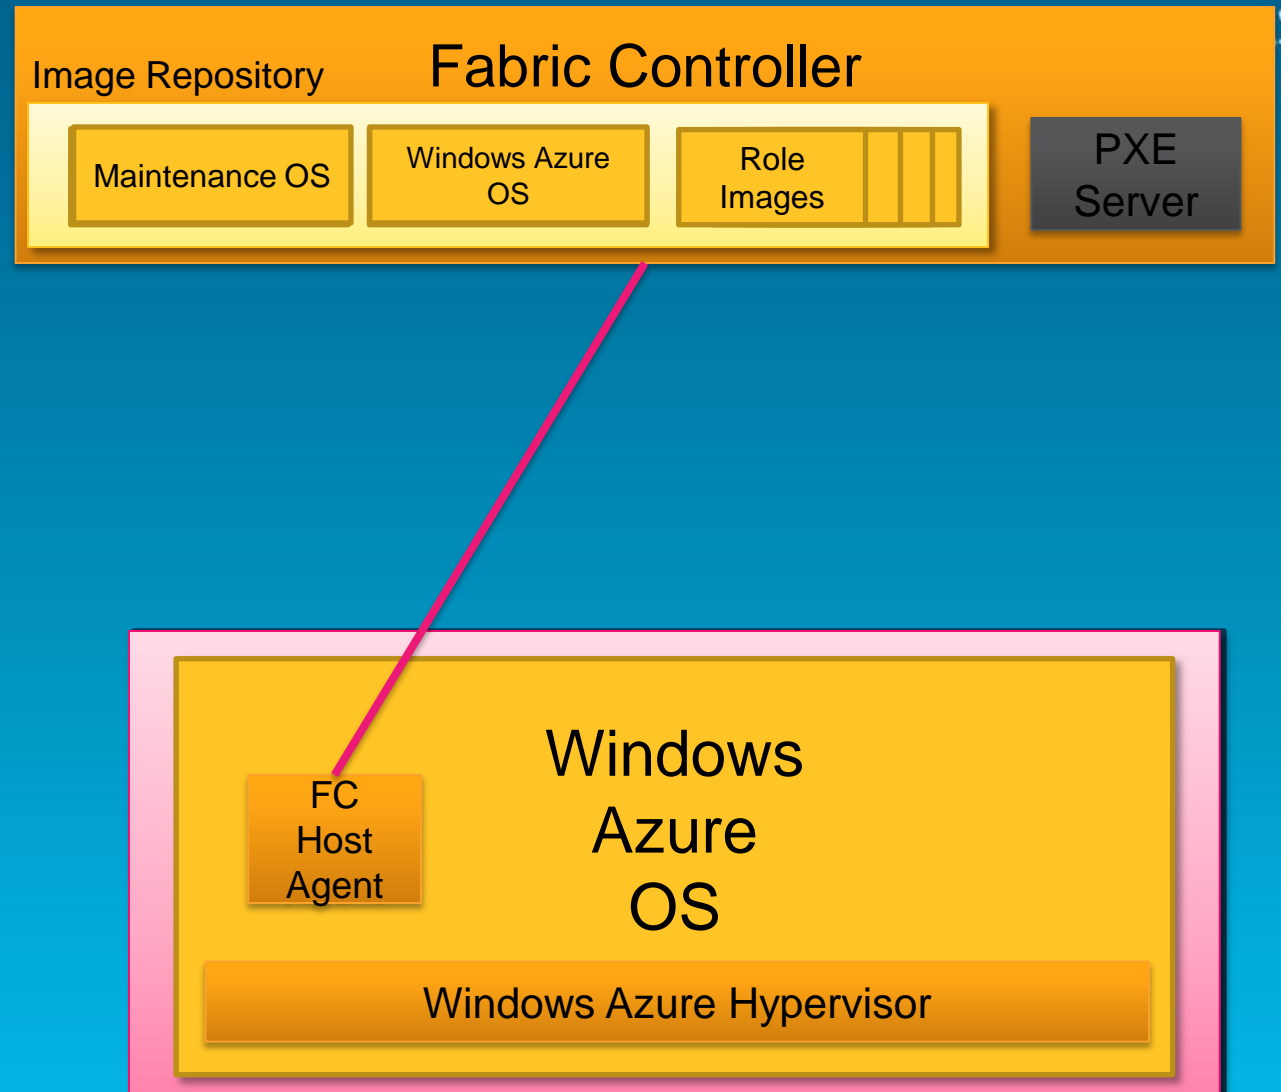 Fabric Controller
Image Repository
Maintenance OS
Windows Azure
OS
Role
Images
PXE
Server
Windows
Azure
OS
FC
Host
Agent
Windows Azure Hypervisor